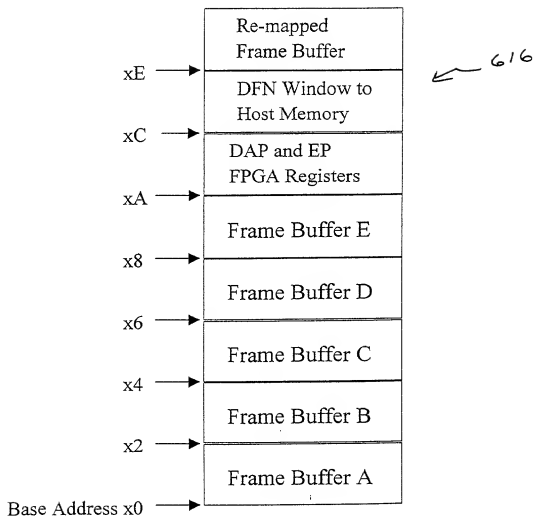 Re-mapped
Frame Buffer
616
xE
DFN Window to
Host Memory
xC
DAP and EP
FPGA Registers
xA
Frame Buffer E
x8
Frame Buffer D
x6
Frame Buffer C
x4
Frame Buffer B
x2
Frame Buffer A
Base Address x0